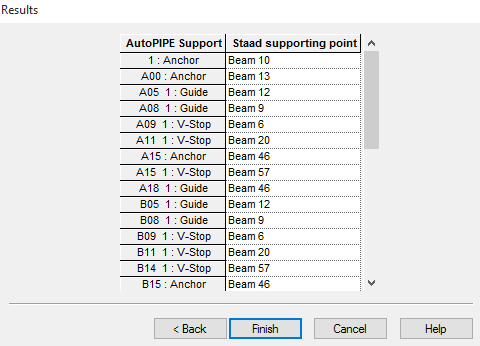 Results
AutoPIPE Support Staad supporting point
1 : Anchor Beam 10
A00 : Anchor Beam 13
A05 1 : Guide Beam 12
A08 1 : Guide Beam 9
A09 1 : V-Stop Beam 6
A11 1 : V-Stop Beam 20
A15 : Anchor Beam 46
A15 1 : V-Stop Beam 57
A18 1 : Guide Beam 46
B05 1 : Guide Beam 12
B08 1 : Guide Beam 9
B09 1 : V-Stop Beam 6
B11 1 : V-Stop Beam 20
B14 1 : V-Stop Beam 57
B15 : Anchor Beam 46
< Back Finish Cancel Help